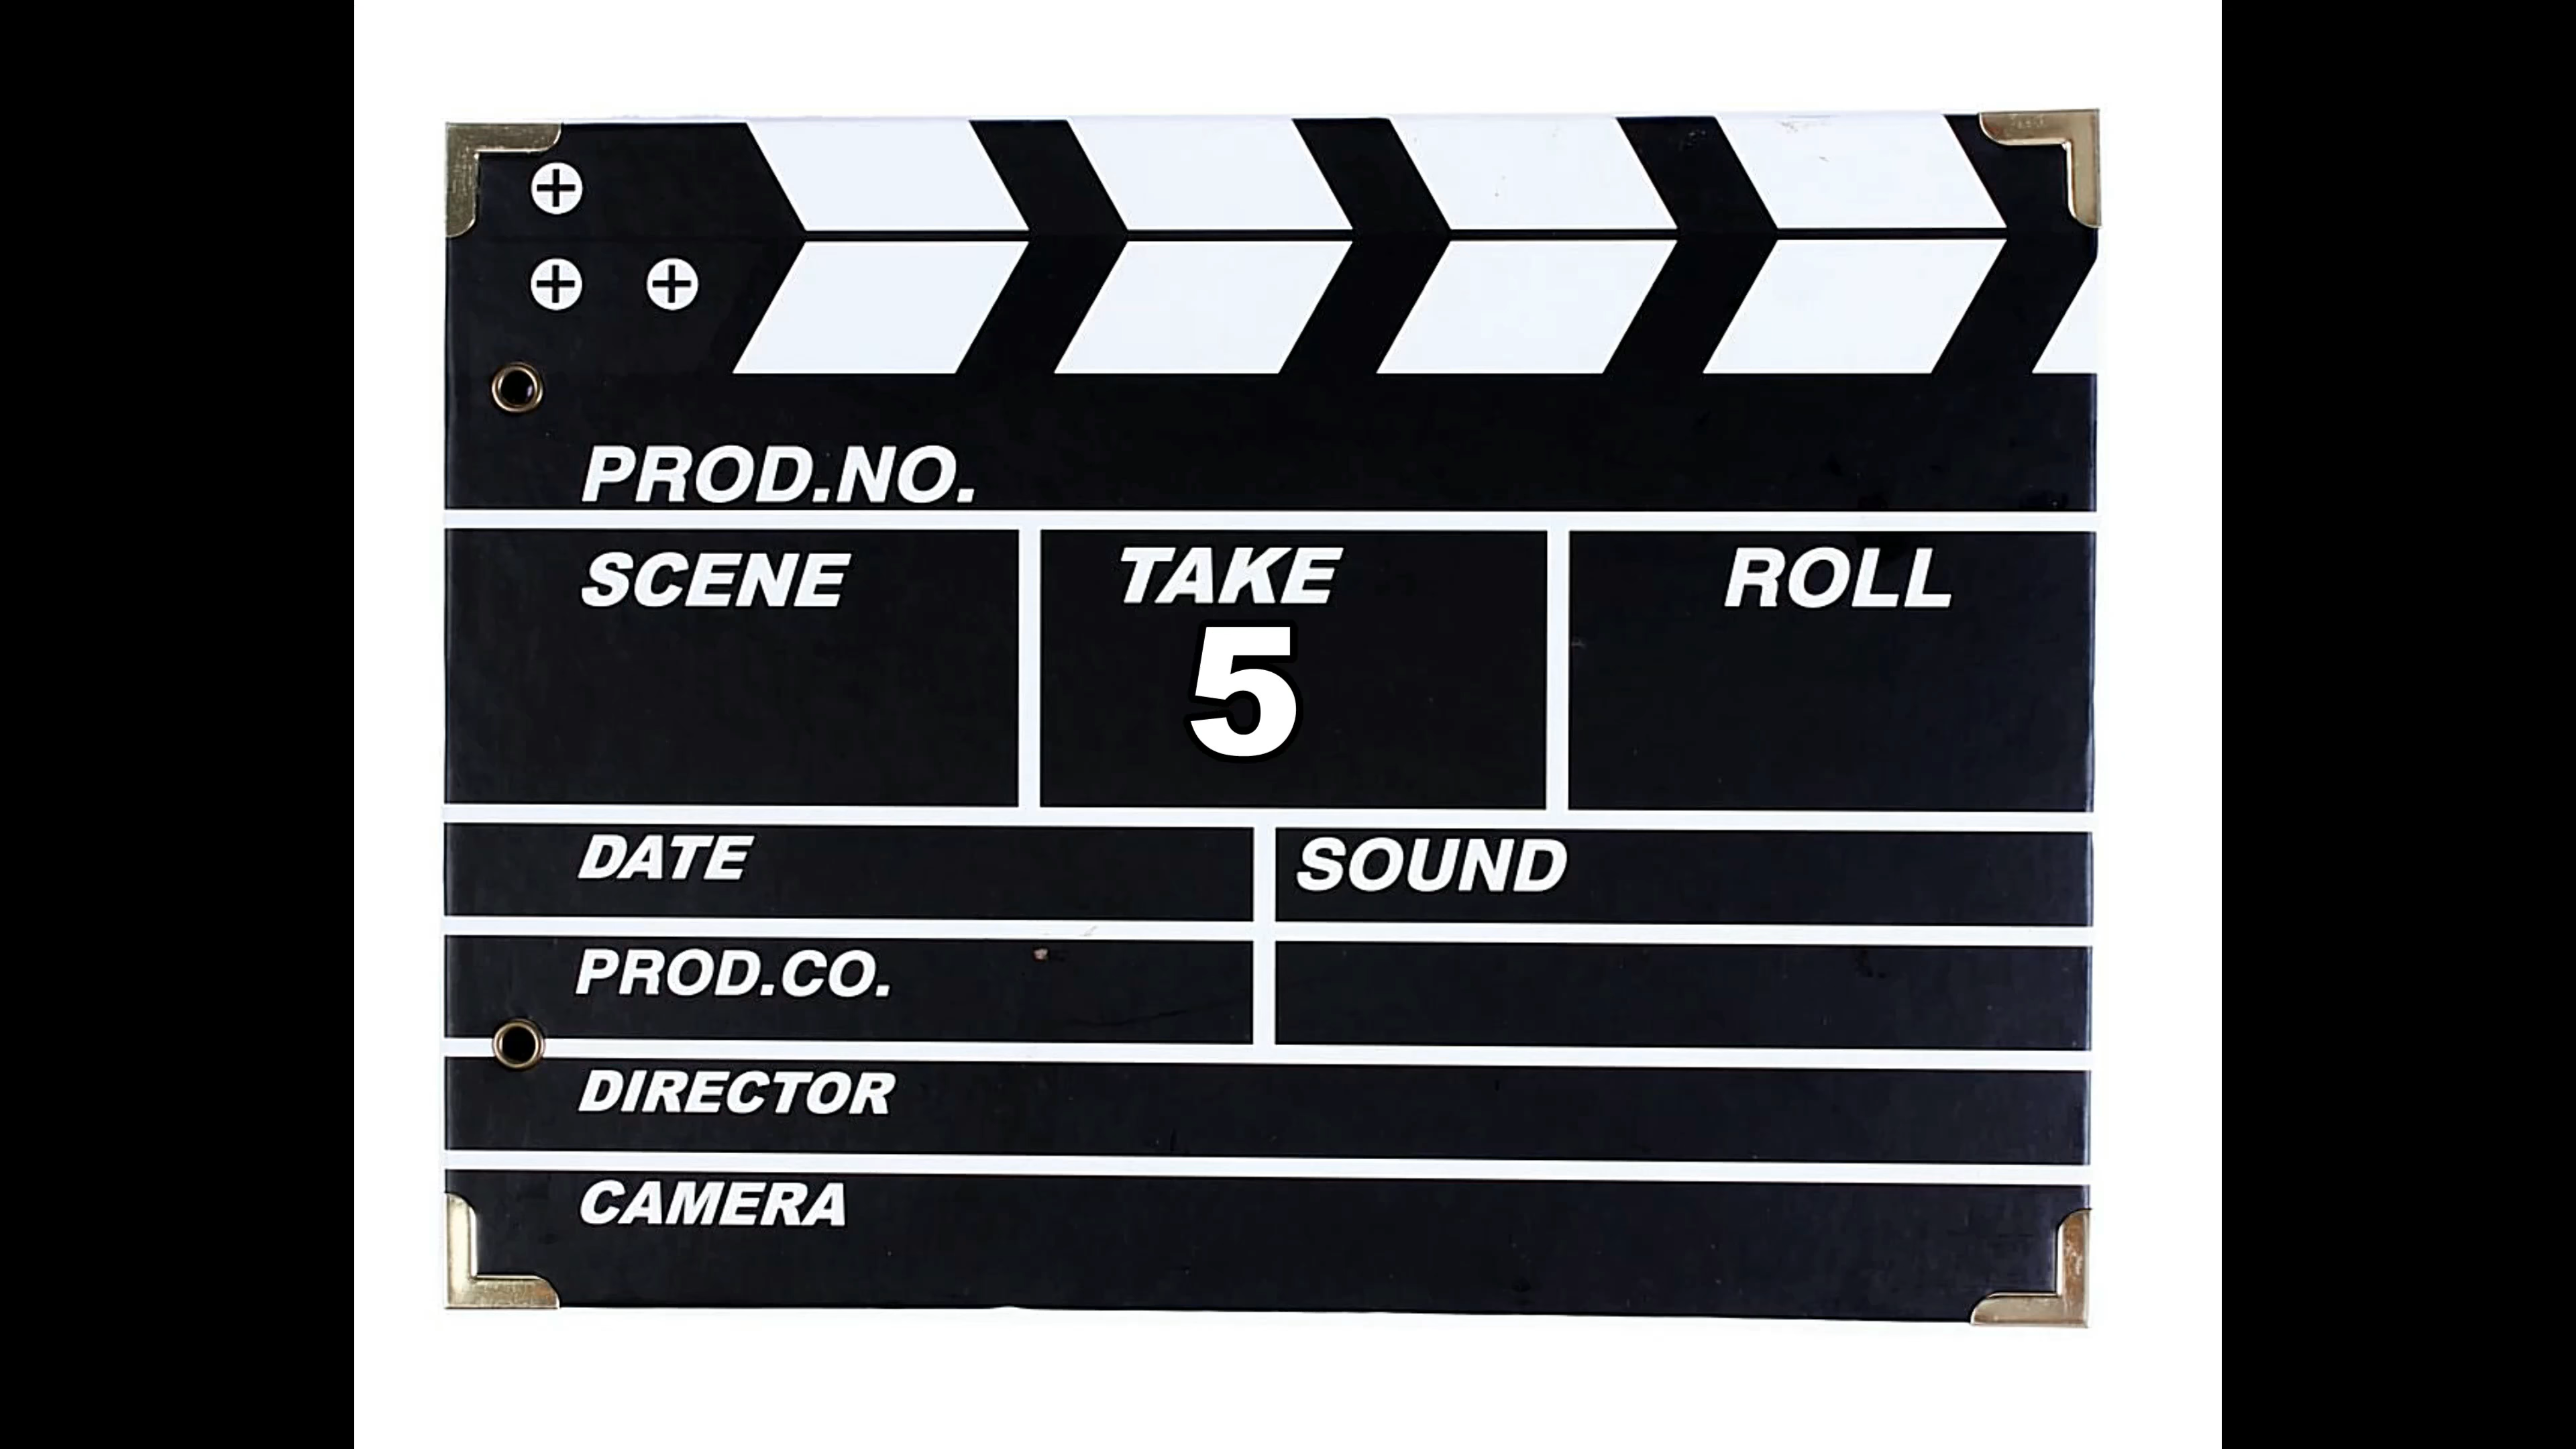 PROD.NO.
SCENE TAKE ROLL
5
DATE SOUND
PROD.CO.
DIRECTOR
CAMERA